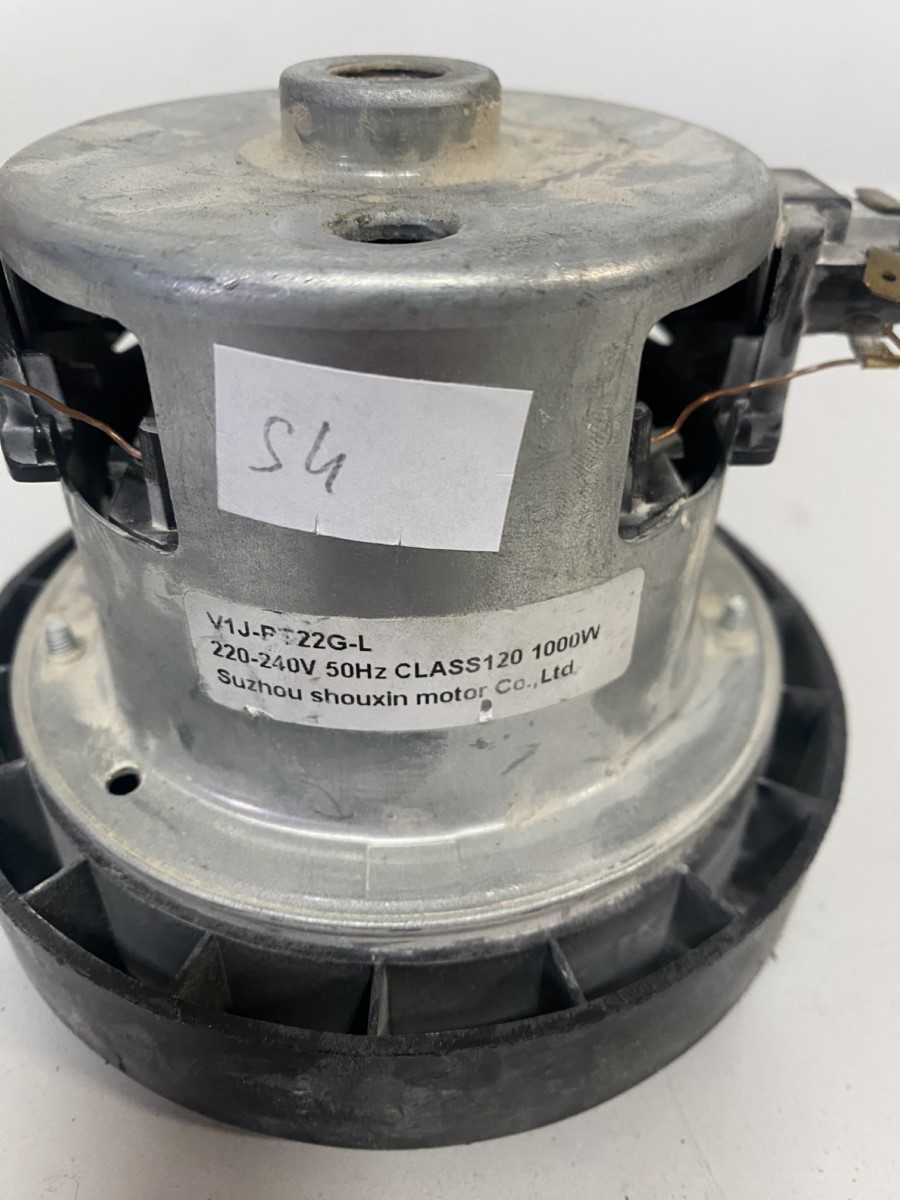 S4
V1J-PT22G-L
220-240V 50Hz CLASS120 1000W
Suzhou shouxin motor Co.,Ltd.